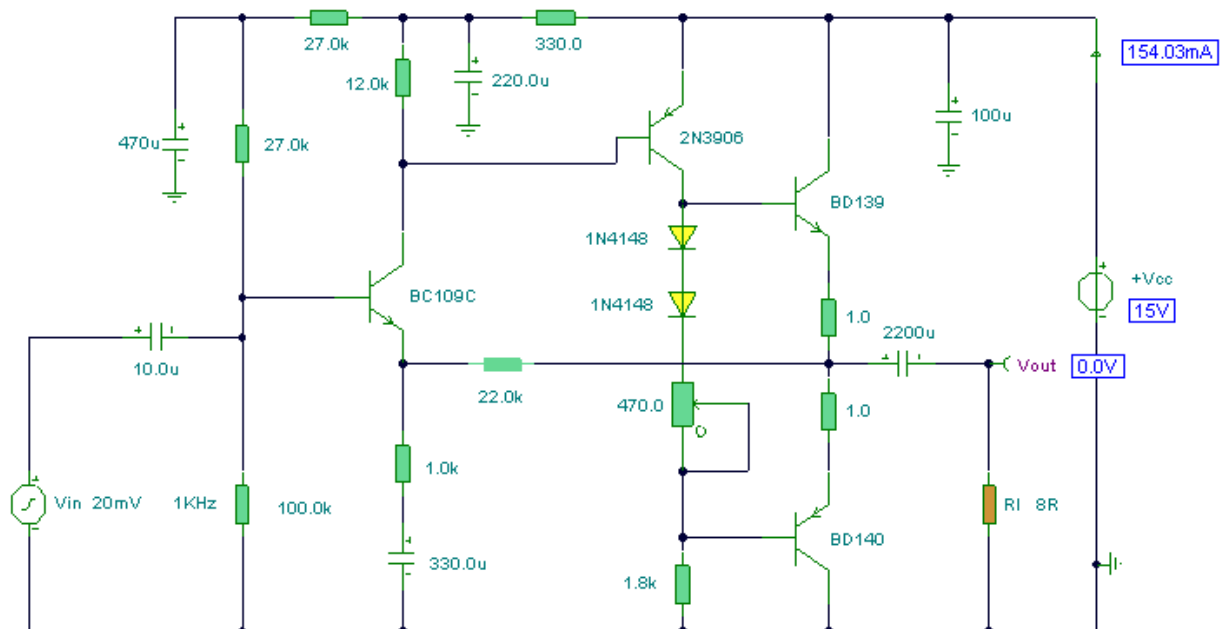 27.0k
330.0
154.03mA
12.0k
220.0u
470u
27.0k
2N3906
100u
BD139
1N4148
BC109C
1N4148
+Vcc
15V
1.0
2200u
10.0u
Vout 0.0V
22.0k
470.0
1.0
1.0k
Vin 20mV 1KHz
100.0k
Rl 8R
BD140
330.0u
1.8k